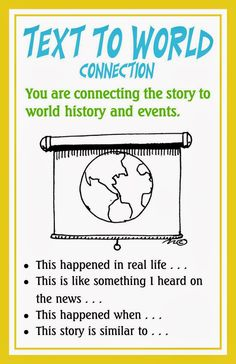 TEXT TO WORLD
CONNECTION
You are connecting the story to
world history and events.
• This happened in real life . . .
• This is like something I heard on
the news . . .
• This happened when . . .
• This story is similar to . . .